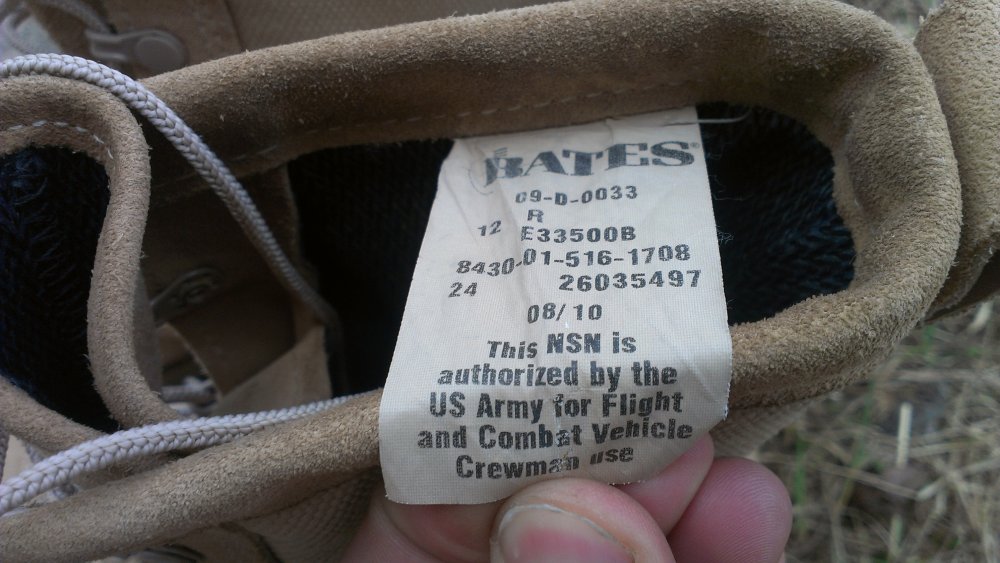 BATES®
09-D-0033
12 R
E33500B
8430-01-516-1708
24 26035497
08/10
This NSN is
authorized by the
US Army for Flight
and Combat Vehicle
Crewman use